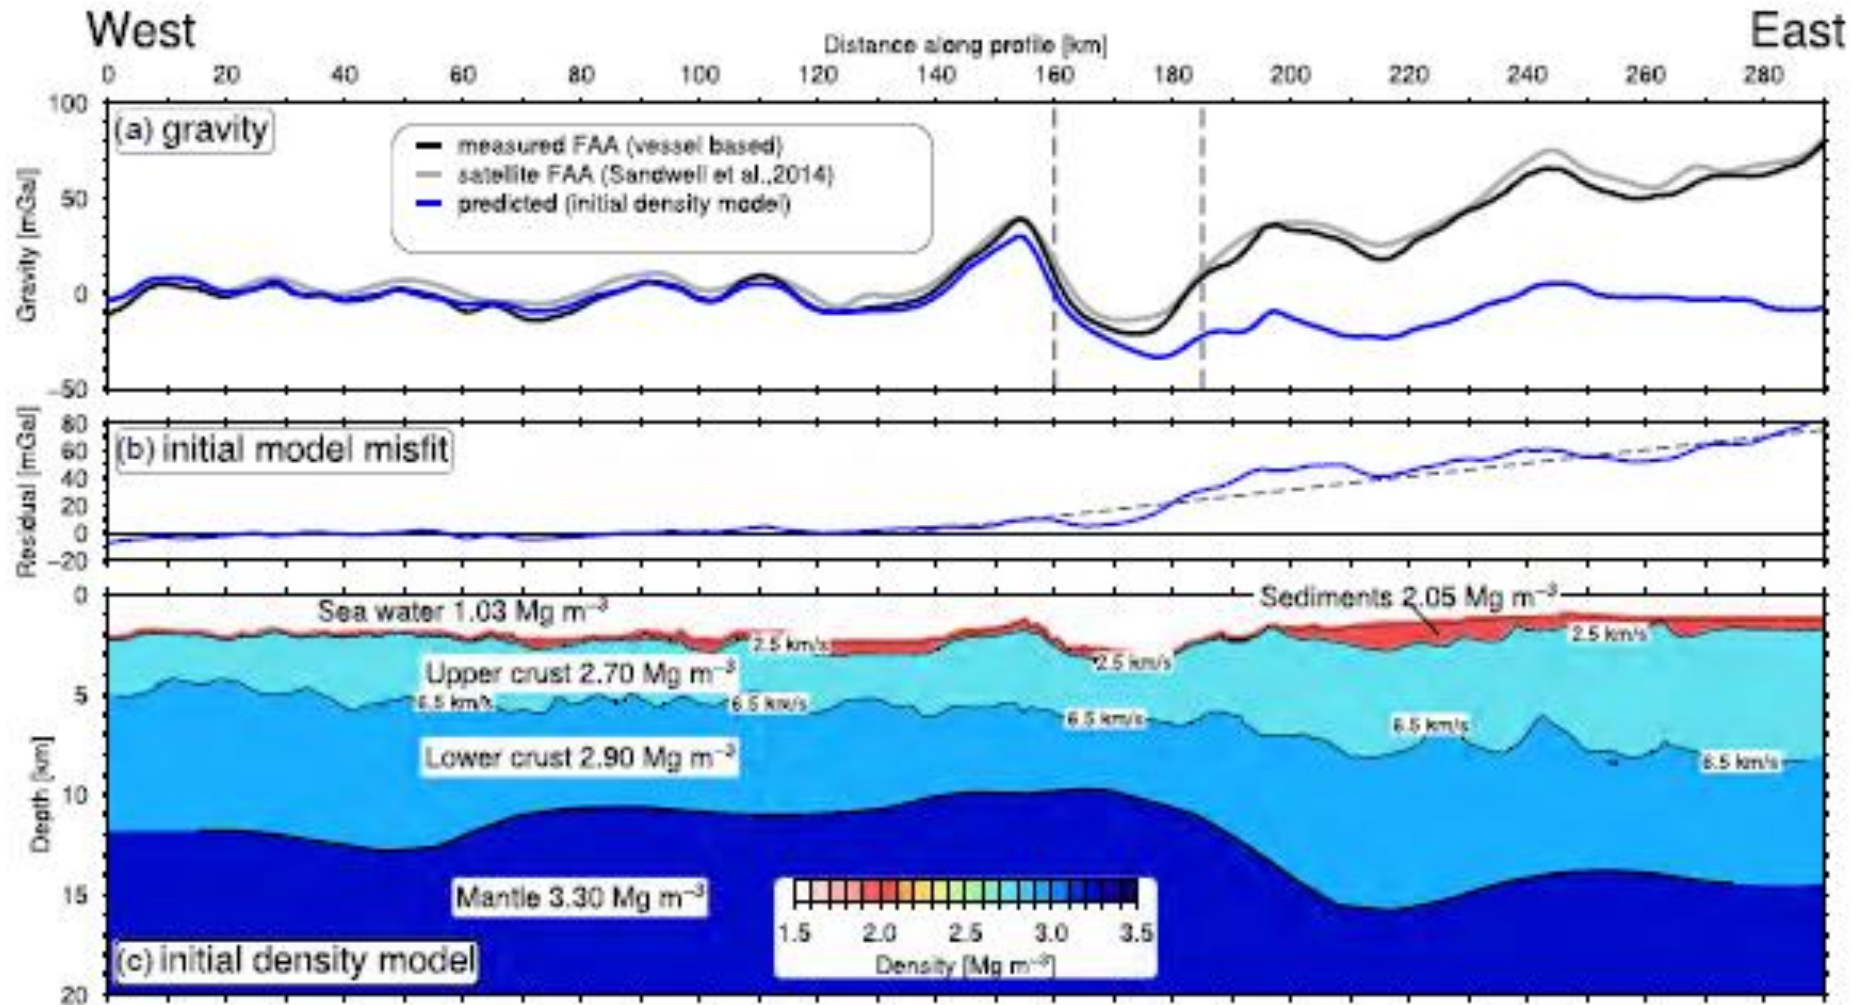 West
East
Distance along profile [km]
0 20 40 60 80 100 120 140 160 180 200 220 240 260 280
100
50
0
−50
Gravity [mGal]
(a) gravity
measured FAA (vessel based)
satellite FAA (Sandwell et al.,2014)
predicted (initial density model)
80
60
40
20
0
−20
Residual [mGal]
(b) initial model misfit
0
5
10
15
20
Depth [km]
Sea water 1.03 Mg m⁻³
Sediments 2.05 Mg m⁻³
2.5 km/s
2.5 km/s
2.5 km/s
Upper crust 2.70 Mg m⁻³
6.5 km/s
6.5 km/s
6.5 km/s
6.5 km/s
6.5 km/s
Lower crust 2.90 Mg m⁻³
Mantle 3.30 Mg m⁻³
1.5 2.0 2.5 3.0 3.5
Density [Mg m⁻³]
(c) initial density model